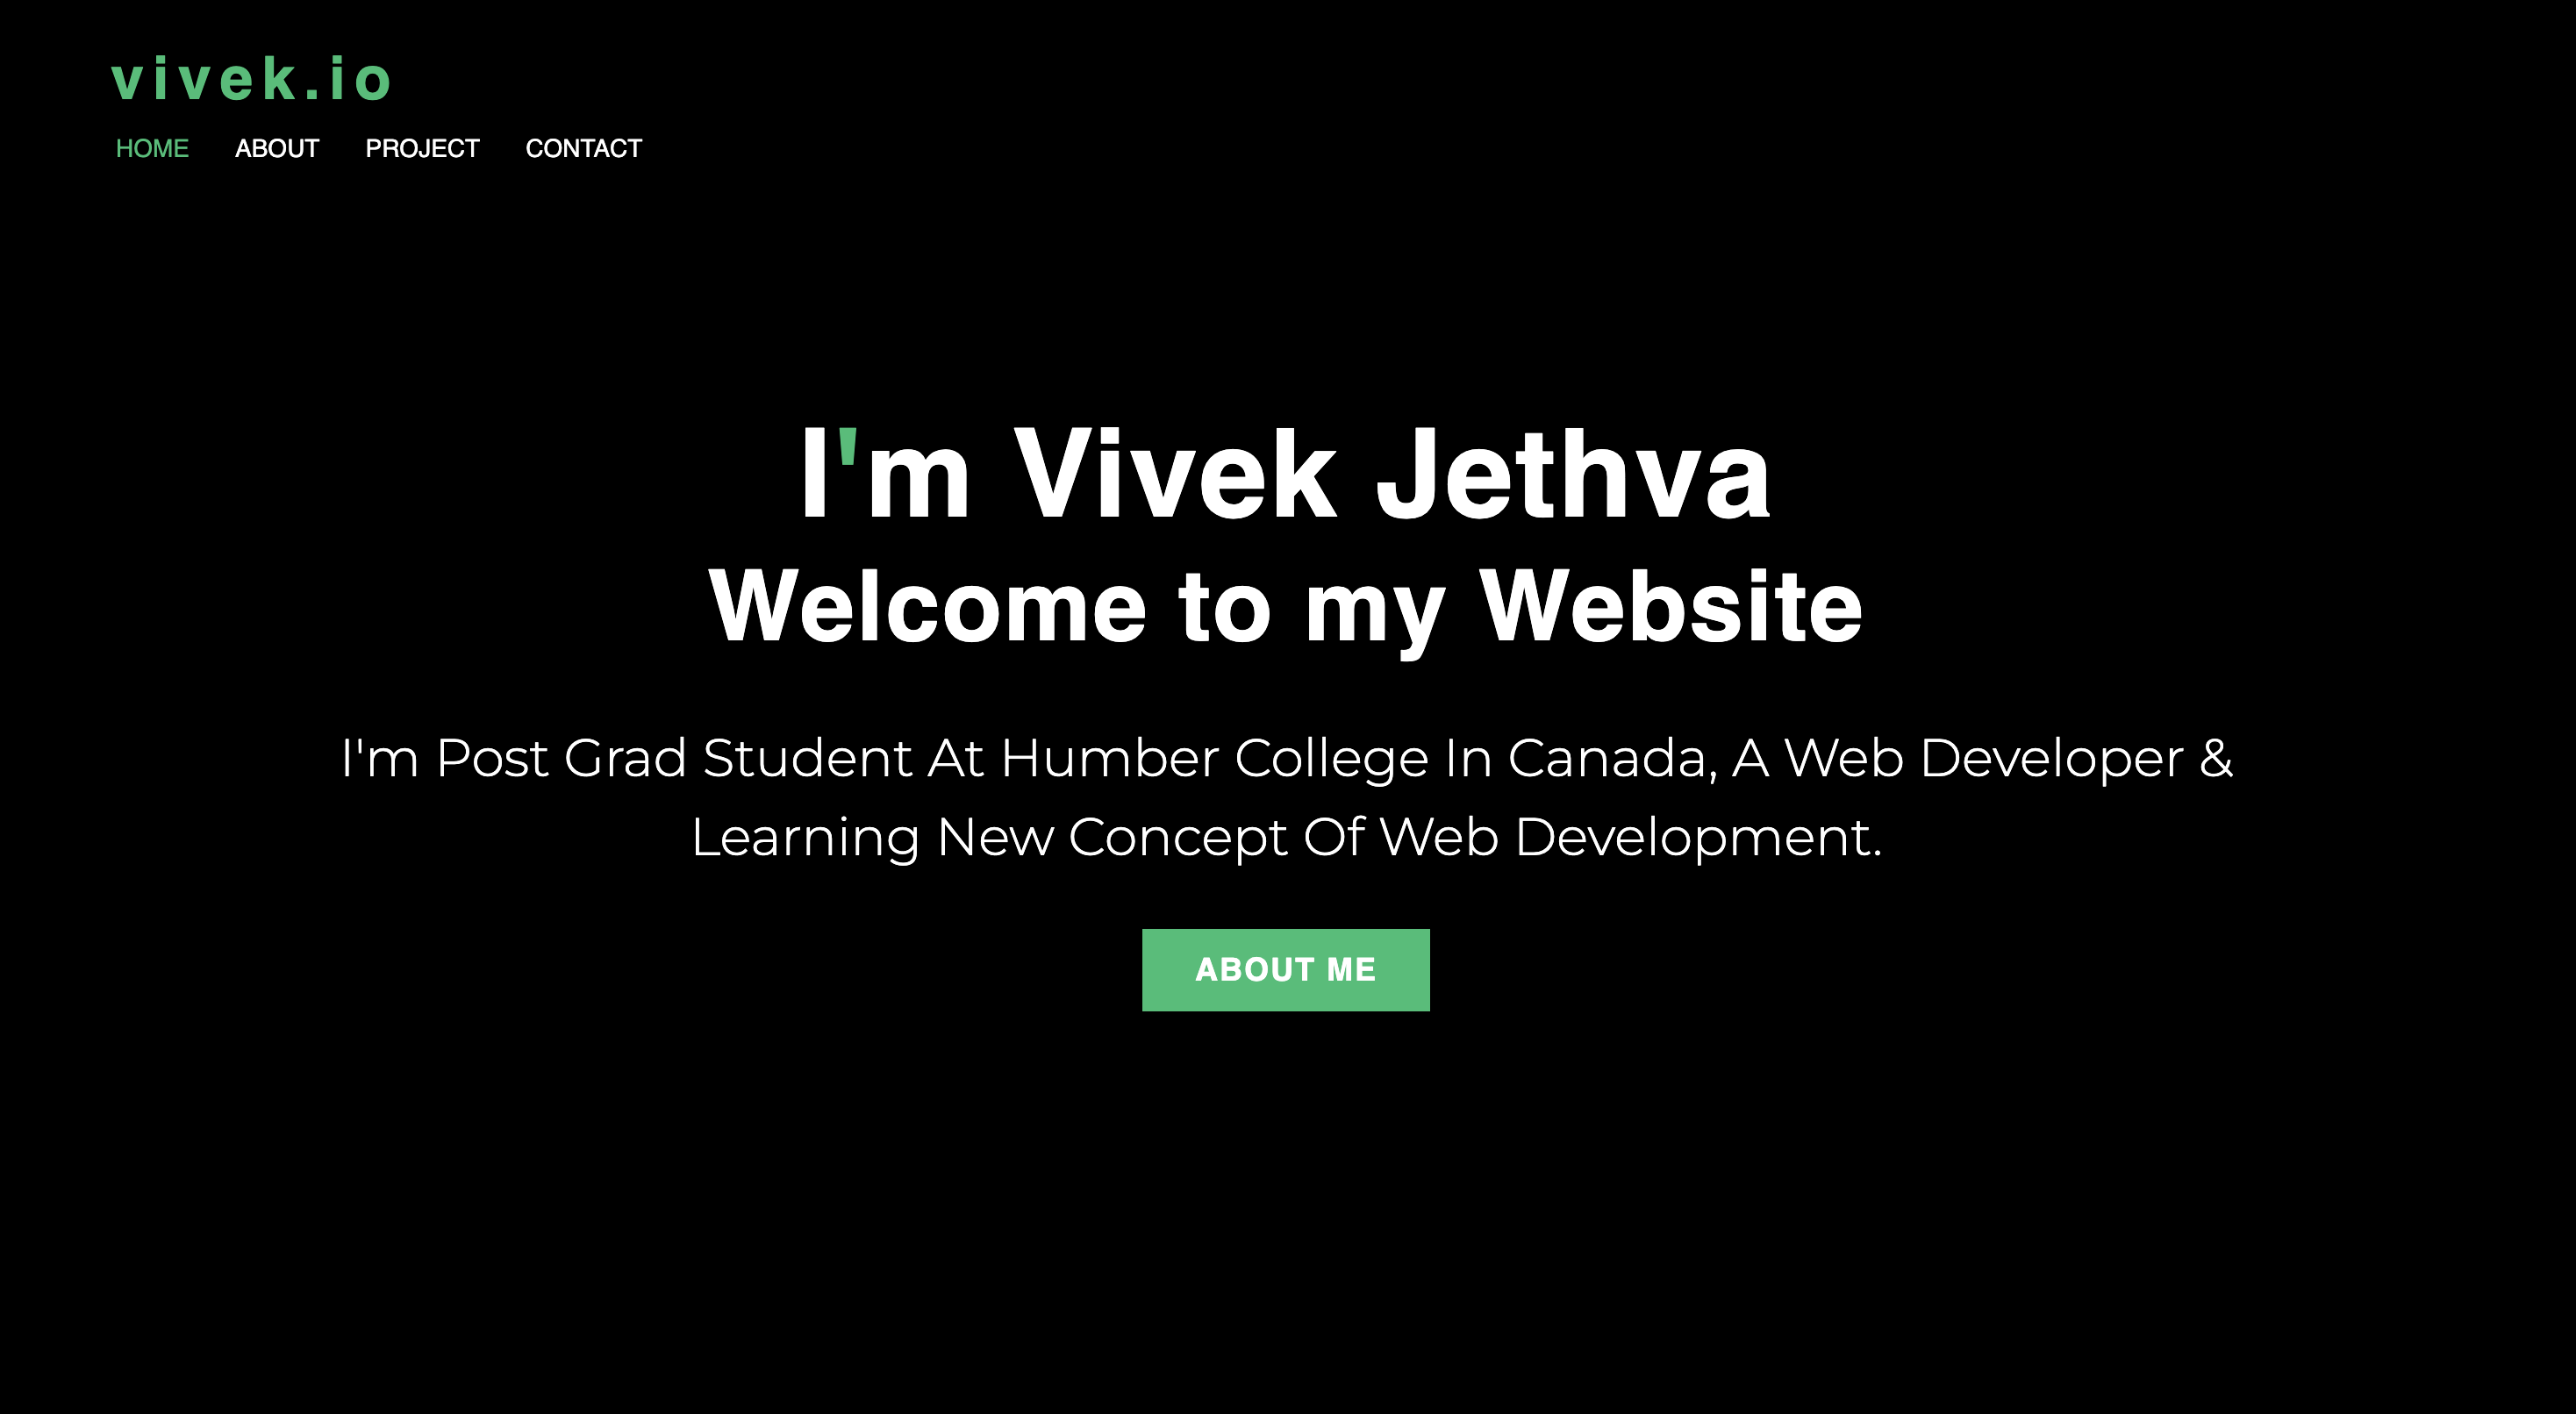 vivek.io
HOME ABOUT PROJECT CONTACT
I'm Vivek Jethva
Welcome to my Website
I'm Post Grad Student At Humber College In Canada, A Web Developer &
Learning New Concept Of Web Development.
ABOUT ME